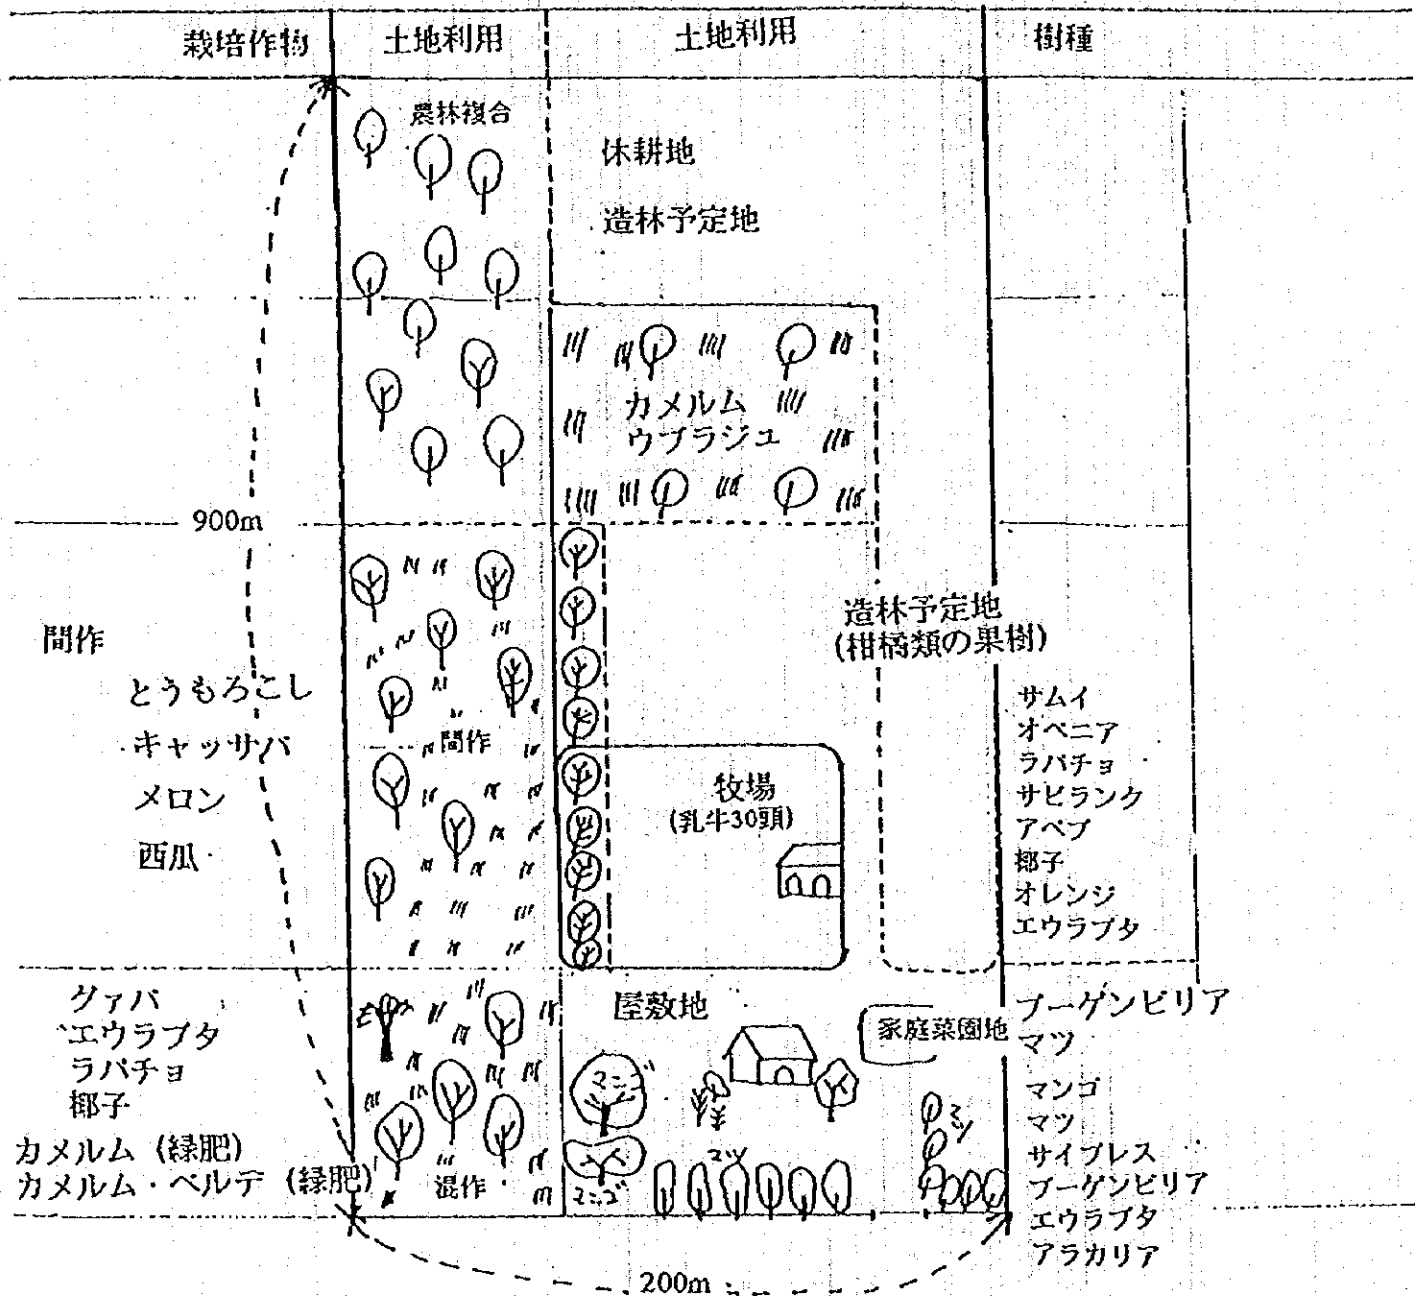 栽培作物
土地利用
土地利用
樹種
農林複合
休耕地
造林予定地
カメルム
ウブラジュ
900m
間作
とうもろこし
キャッサバ
メロン
西瓜
間作
牧場
(乳牛30頭)
造林予定地
(柑橘類の果樹)
サムイ
オベニア
ラパチョ
サビランク
アペプ
椰子
オレンジ
エウラプタ
グァバ
エウラプタ
ラパチョ
椰子
カメルム (緑肥)
カメルム・ベルデ (緑肥)
混作
屋敷地
家庭菜園地
マンゴ
マンゴ
マツ
マツ
ブーゲンビリア
マツ
マンゴ
マツ
サイプレス
ブーゲンビリア
エウラプタ
アラカリア
200m